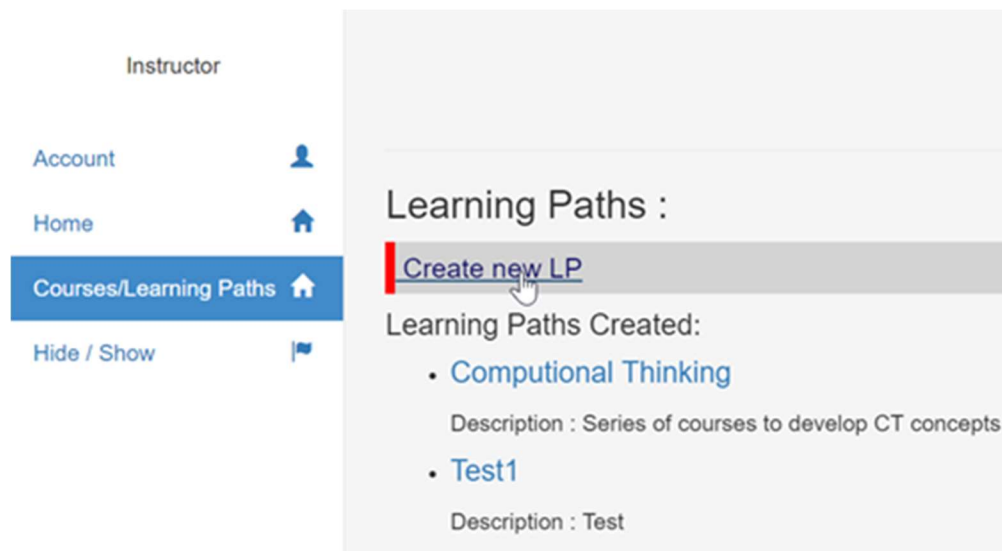 Instructor
Account
Home
Courses/Learning Paths
Hide / Show
Learning Paths :
Create new LP
Learning Paths Created:
Computional Thinking
Description : Series of courses to develop CT concepts
Test1
Description : Test